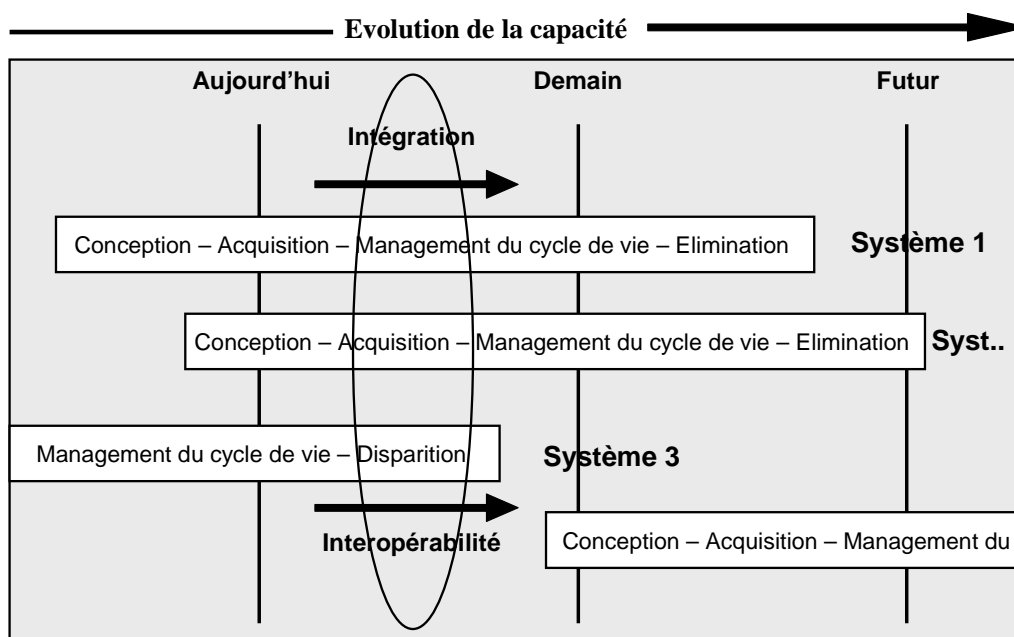 Evolution de la capacité
Aujourd'hui
Demain
Futur
Intégration
Conception – Acquisition – Management du cycle de vie – Elimination
Système 1
Conception – Acquisition – Management du cycle de vie – Elimination
Syst..
Management du cycle de vie – Disparition
Système 3
Interopérabilité
Conception – Acquisition – Management du